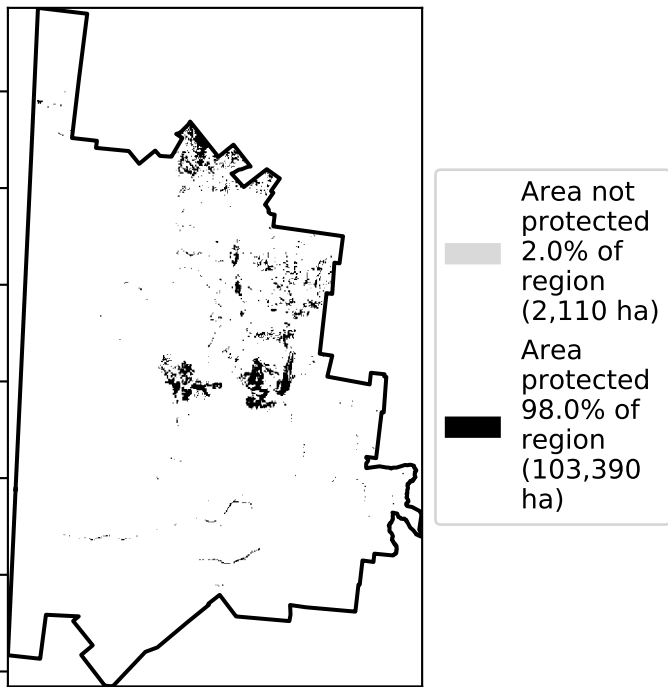 Area not
protected
2.0% of
region
(2,110 ha)
Area
protected
98.0% of
region
(103,390
ha)